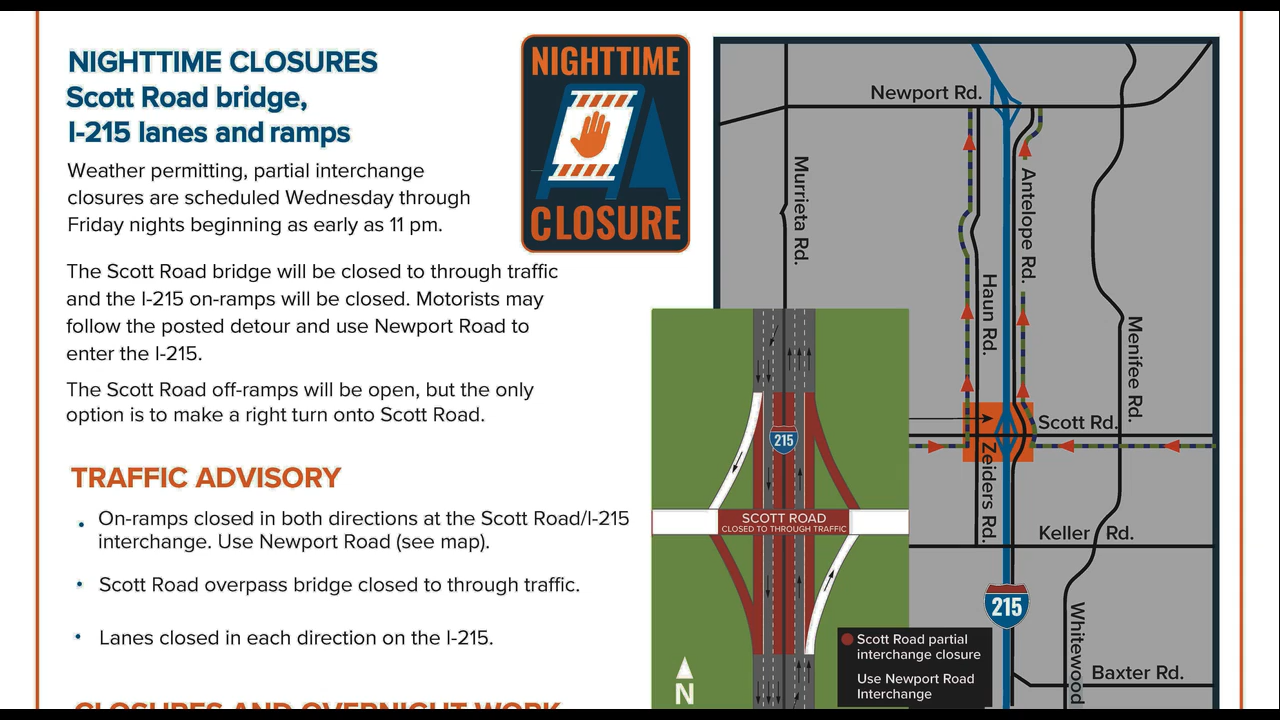 NIGHTTIME CLOSURES
Scott Road bridge,
I-215 lanes and ramps
Weather permitting, partial interchange
closures are scheduled Wednesday through
Friday nights beginning as early as 11 pm.
The Scott Road bridge will be closed to through traffic
and the I-215 on-ramps will be closed. Motorists may
follow the posted detour and use Newport Road to
enter the I-215.
The Scott Road off-ramps will be open, but the only
option is to make a right turn onto Scott Road.
TRAFFIC ADVISORY
• On-ramps closed in both directions at the Scott Road/I-215
interchange. Use Newport Road (see map).
• Scott Road overpass bridge closed to through traffic.
• Lanes closed in each direction on the I-215.
CLOSURES AND OVERNIGHT WORK
NIGHTTIME
CLOSURE
Newport Rd.
Murrieta Rd.
Antelope Rd.
Haun Rd.
Menifee Rd.
Scott Rd.
Zeiders Rd.
Keller Rd.
215
Whitewood
Baxter Rd.
215
SCOTT ROAD
CLOSED TO THROUGH TRAFFIC
N
Scott Road partial
interchange closure
Use Newport Road
Interchange